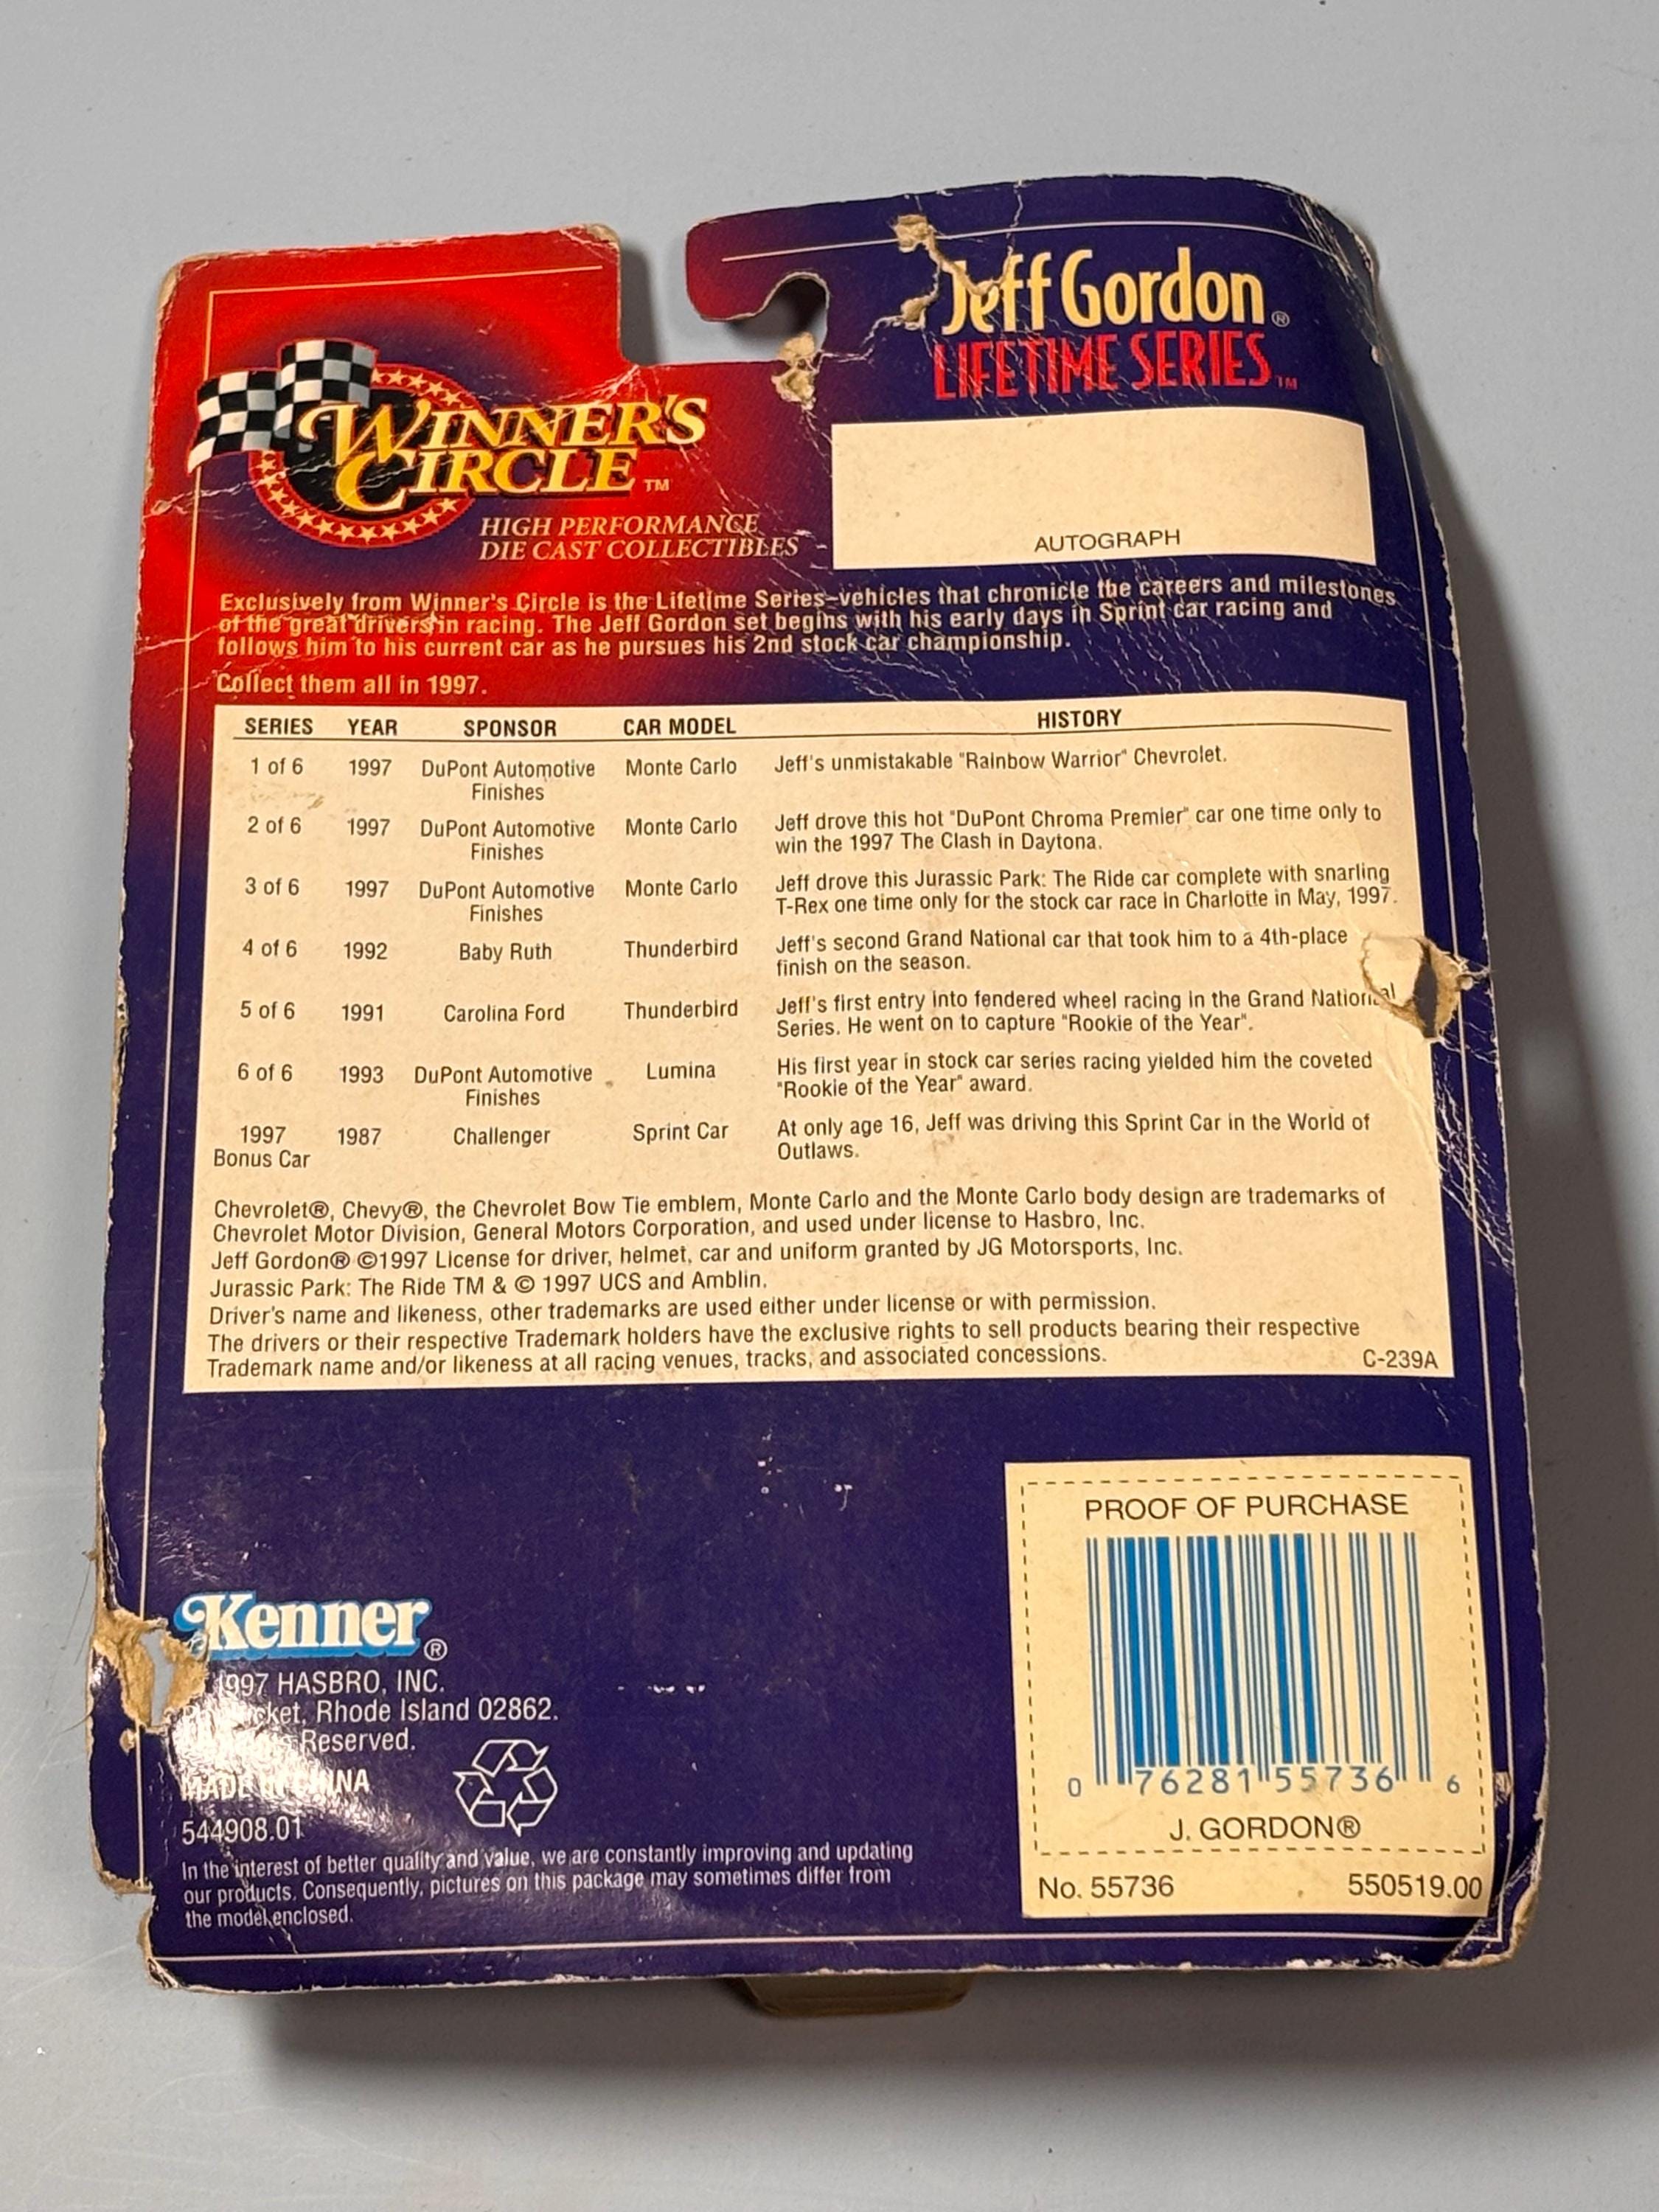 Jeff Gordon®
LIFETIME SERIES™
WINNER'S
CIRCLE™
HIGH PERFORMANCE
DIE CAST COLLECTIBLES
AUTOGRAPH
Exclusively from Winner's Circle is the Lifetime Series–vehicles that chronicle the careers and milestones
of the great drivers in racing. The Jeff Gordon set begins with his early days in Sprint car racing and
follows him to his current car as he pursues his 2nd stock car championship.
Collect them all in 1997.
SERIES YEAR SPONSOR CAR MODEL HISTORY
1 of 6 1997 DuPont Automotive Monte Carlo Jeff's unmistakable "Rainbow Warrior" Chevrolet.
Finishes
2 of 6 1997 DuPont Automotive Monte Carlo Jeff drove this hot "DuPont Chroma Premier" car one time only to
Finishes win the 1997 The Clash in Daytona.
3 of 6 1997 DuPont Automotive Monte Carlo Jeff drove this Jurassic Park: The Ride car complete with snarling
Finishes T-Rex one time only for the stock car race in Charlotte in May, 1997.
4 of 6 1992 Baby Ruth Thunderbird Jeff's second Grand National car that took him to a 4th-place
finish on the season.
5 of 6 1991 Carolina Ford Thunderbird Jeff's first entry into fendered wheel racing in the Grand National
Series. He went on to capture "Rookie of the Year".
6 of 6 1993 DuPont Automotive Lumina His first year in stock car series racing yielded him the coveted
Finishes "Rookie of the Year" award.
1997 1987 Challenger Sprint Car At only age 16, Jeff was driving this Sprint Car in the World of
Bonus Car Outlaws.
Chevrolet®, Chevy®, the Chevrolet Bow Tie emblem, Monte Carlo and the Monte Carlo body design are trademarks of
Chevrolet Motor Division, General Motors Corporation, and used under license to Hasbro, Inc.
Jeff Gordon® ©1997 License for driver, helmet, car and uniform granted by JG Motorsports, Inc.
Jurassic Park: The Ride TM & © 1997 UCS and Amblin.
Driver's name and likeness, other trademarks are used either under license or with permission.
The drivers or their respective Trademark holders have the exclusive rights to sell products bearing their respective
Trademark name and/or likeness at all racing venues, tracks, and associated concessions.
C-239A
PROOF OF PURCHASE
0 76281 55736 6
J. GORDON®
No. 55736 550519.00
Kenner®
1997 HASBRO, INC.
Rhode Island 02862.
Reserved.
MADE IN CHINA
544908.01
In the interest of better quality and value, we are constantly improving and updating
our products. Consequently, pictures on this package may sometimes differ from
the model enclosed.